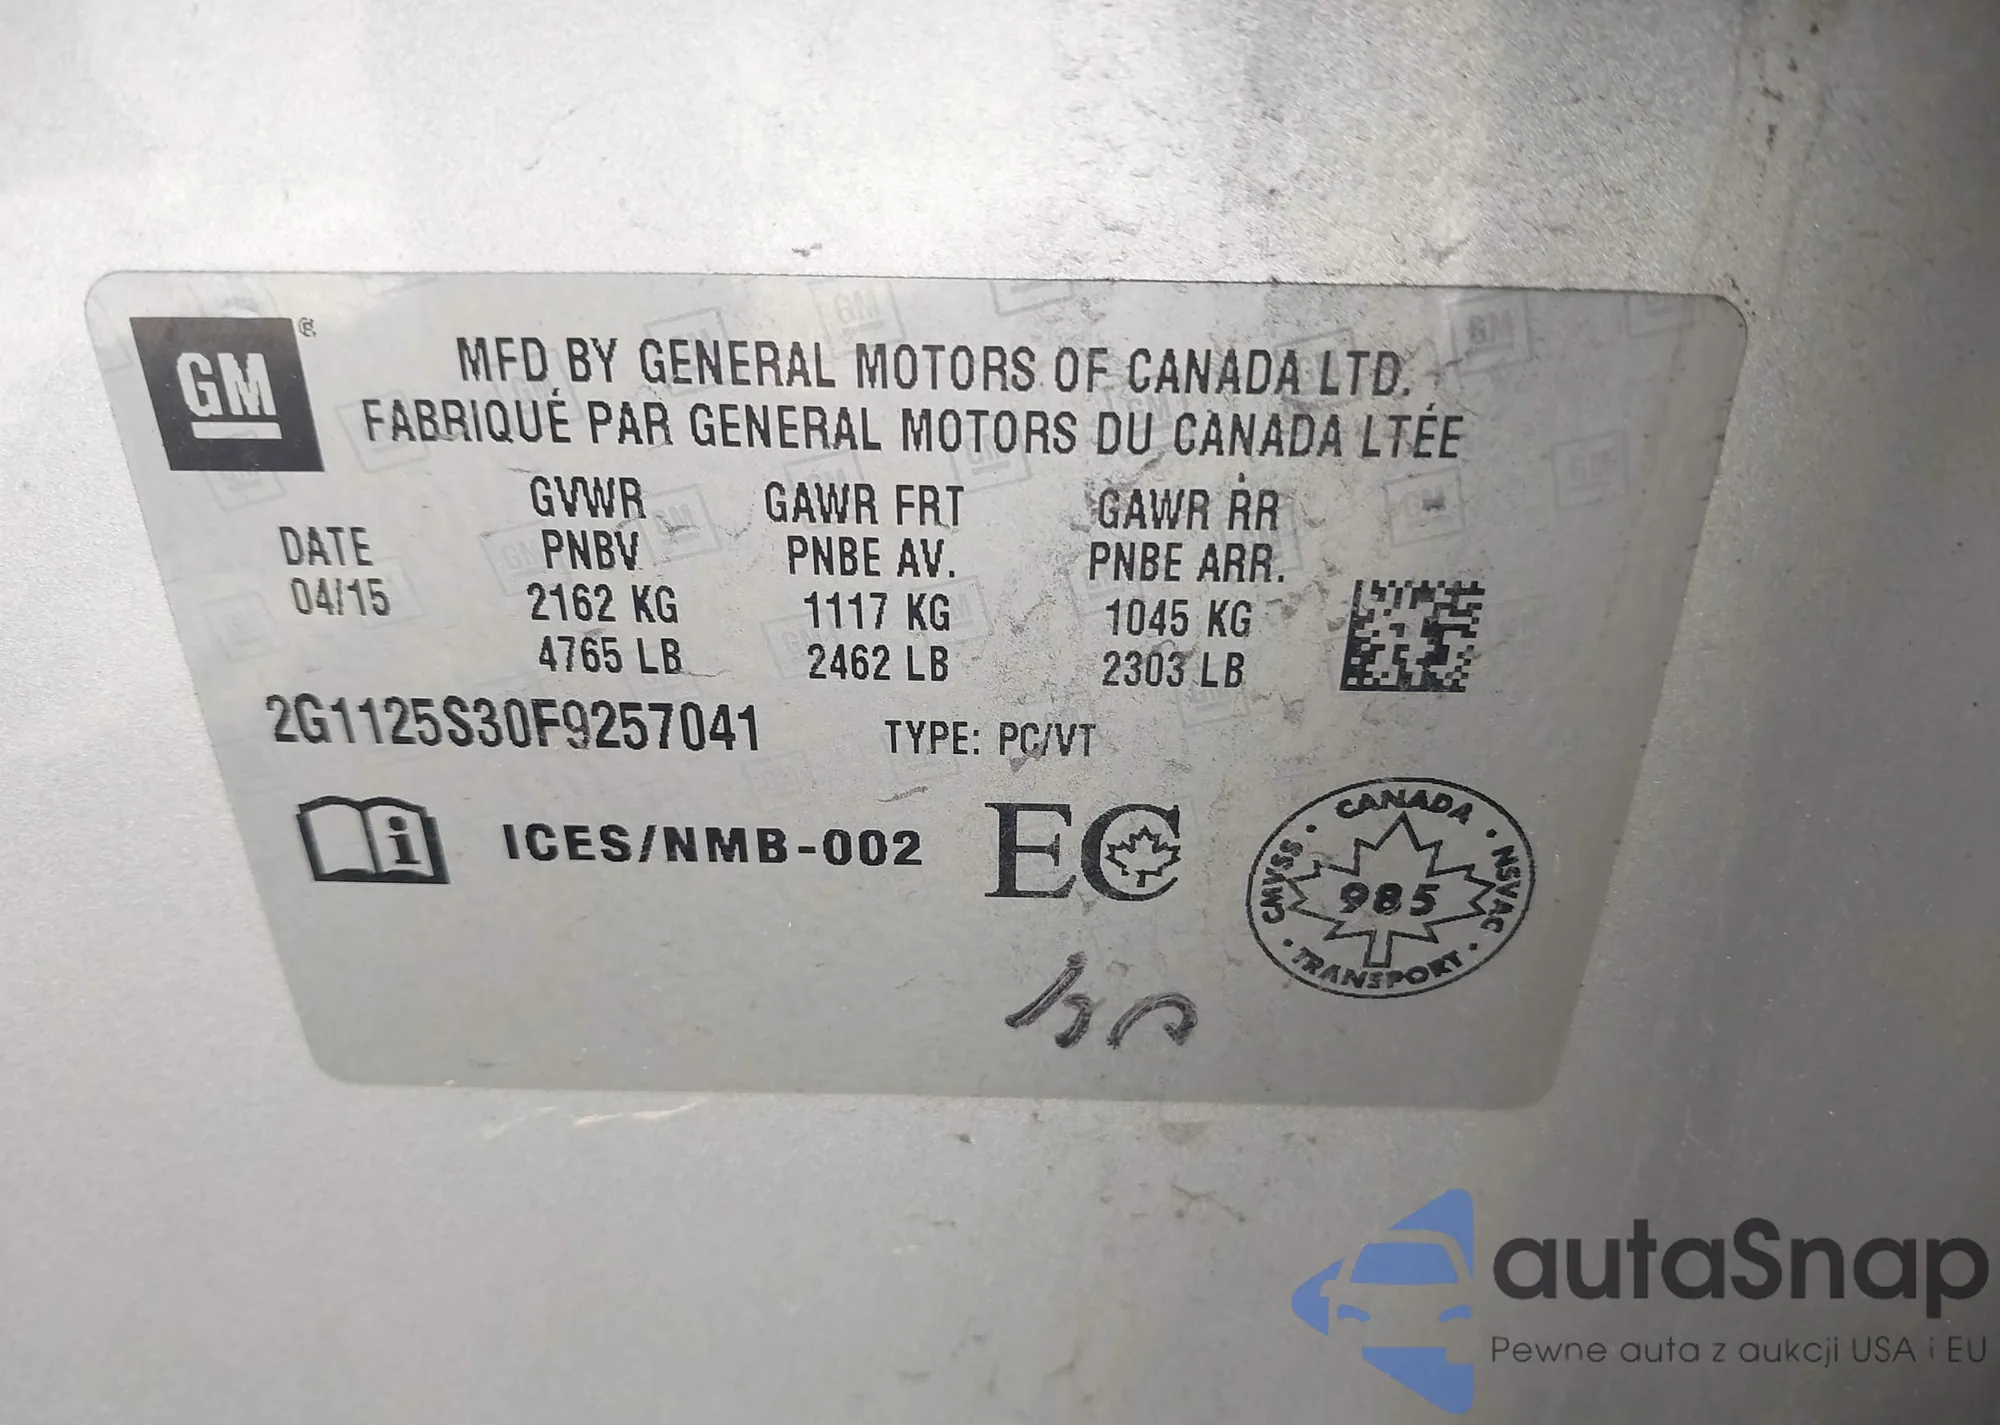 GM
MFD BY GENERAL MOTORS OF CANADA LTD.
FABRIQUÉ PAR GENERAL MOTORS DU CANADA LTÉE
DATE
04/15
GVWR
PNBV
2162 KG
4765 LB
GAWR FRT
PNBE AV.
1117 KG
2462 LB
GAWR RR
PNBE ARR.
1045 KG
2303 LB
2G1125S30F9257041
TYPE: PC/VT
i
ICES/NMB-002
EC
CANADA
CMVSS
985
NSVAC
TRANSPORT
autaSnap
Pewne auta z aukcji USA i EU